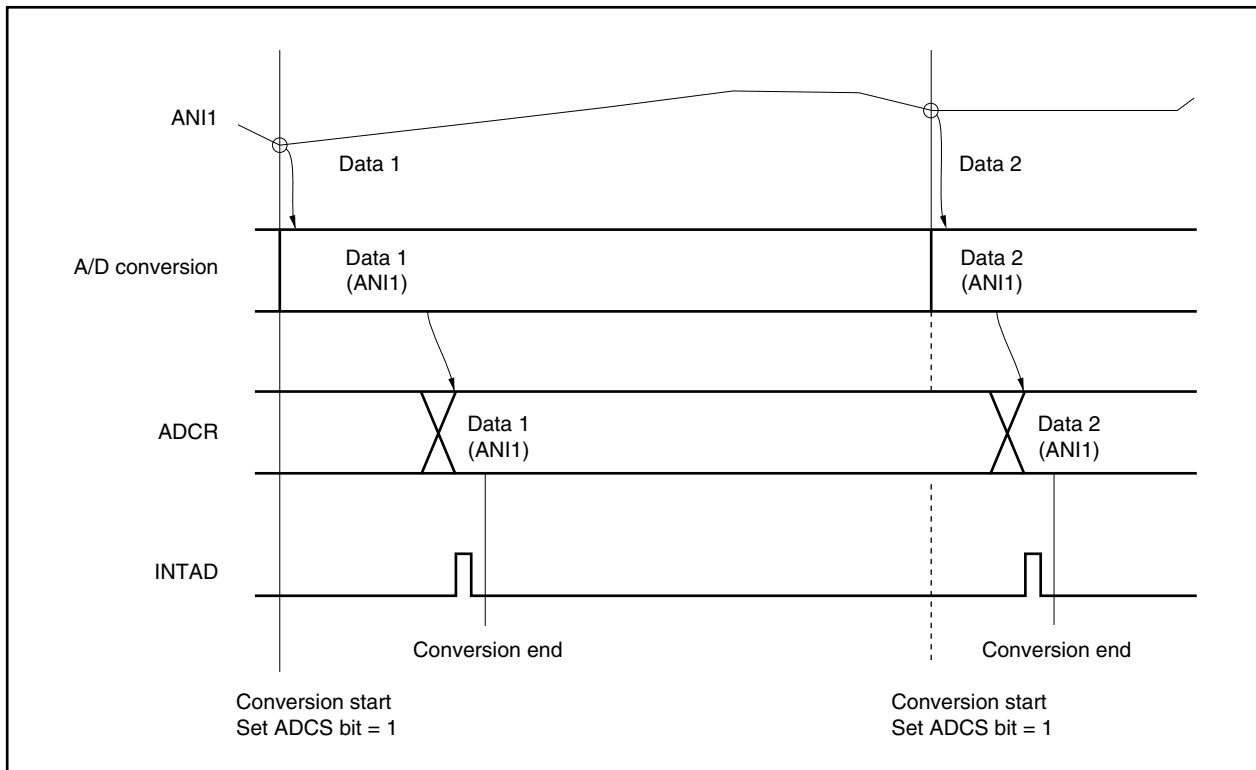 ANI1
Data 1
Data 2
A/D conversion
Data 1
(ANI1)
Data 2
(ANI1)
ADCR
Data 1
(ANI1)
Data 2
(ANI1)
INTAD
Conversion end
Conversion end
Conversion start
Set ADCS bit = 1
Conversion start
Set ADCS bit = 1